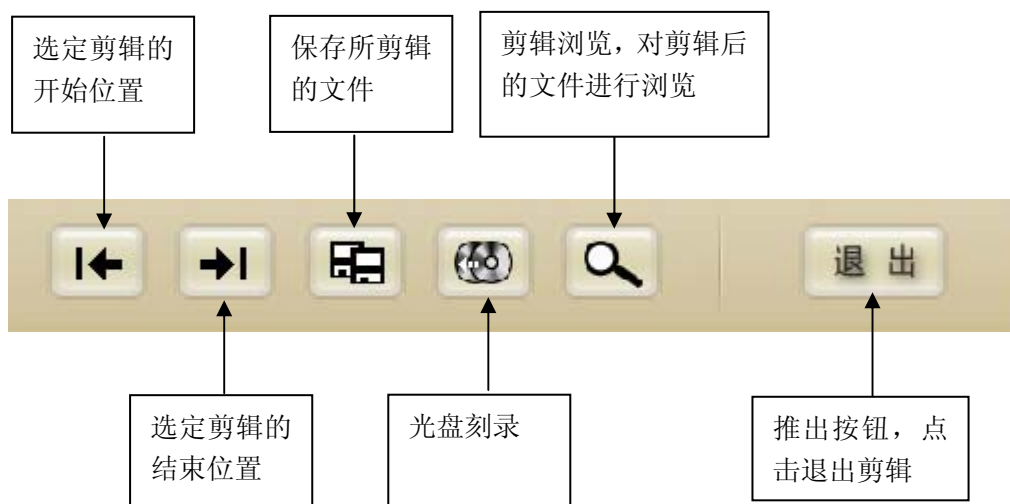 选定剪辑的
开始位置
保存所剪辑
的文件
剪辑浏览，对剪辑后
的文件进行浏览
退出
选定剪辑的
结束位置
光盘刻录
推出按钮，点
击退出剪辑